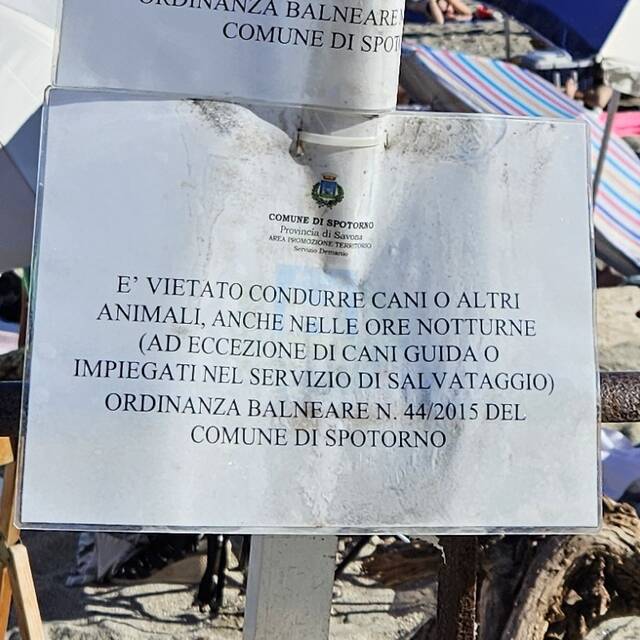 ORDINANZA BALNEARE
COMUNE DI SPOT
COMUNE DI SPOTORNO
Provincia di Savona
AREA PROMOZIONE TERRITORIO
Servizio Demanio
E' VIETATO CONDURRE CANI O ALTRI
ANIMALI, ANCHE NELLE ORE NOTTURNE
(AD ECCEZIONE DI CANI GUIDA O
IMPIEGATI NEL SERVIZIO DI SALVATAGGIO)
ORDINANZA BALNEARE N. 44/2015 DEL
COMUNE DI SPOTORNO